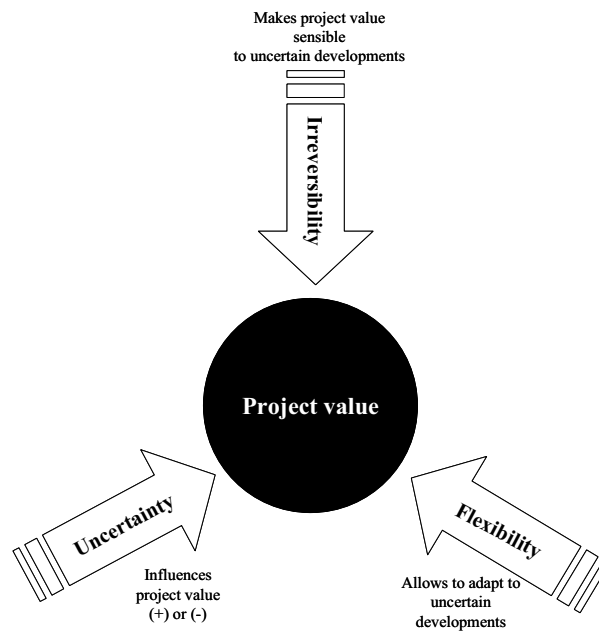 Makes project value
sensible
to uncertain developments
Irreversibility
Project value
Uncertainty
Influences
project value
(+) or (-)
Flexibility
Allows to adapt to
uncertain
developments